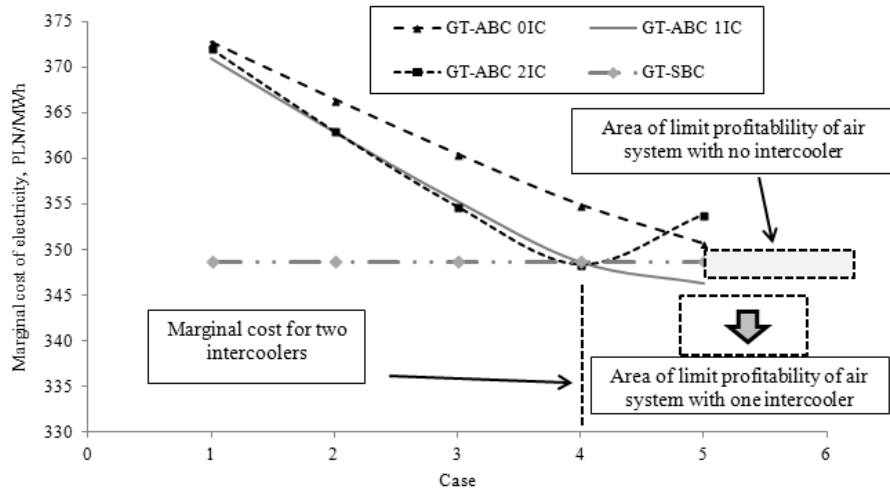 375
370
365
360
355
350
345
340
335
330
Marginal cost of electricity, PLN/MWh
GT-ABC 0IC
GT-ABC 1IC
GT-ABC 2IC
GT-SBC
Area of limit profitablility of air
system with no intercooler
Marginal cost for two
intercoolers
Area of limit profitability of air
system with one intercooler
0
1
2
3
4
5
6
Case